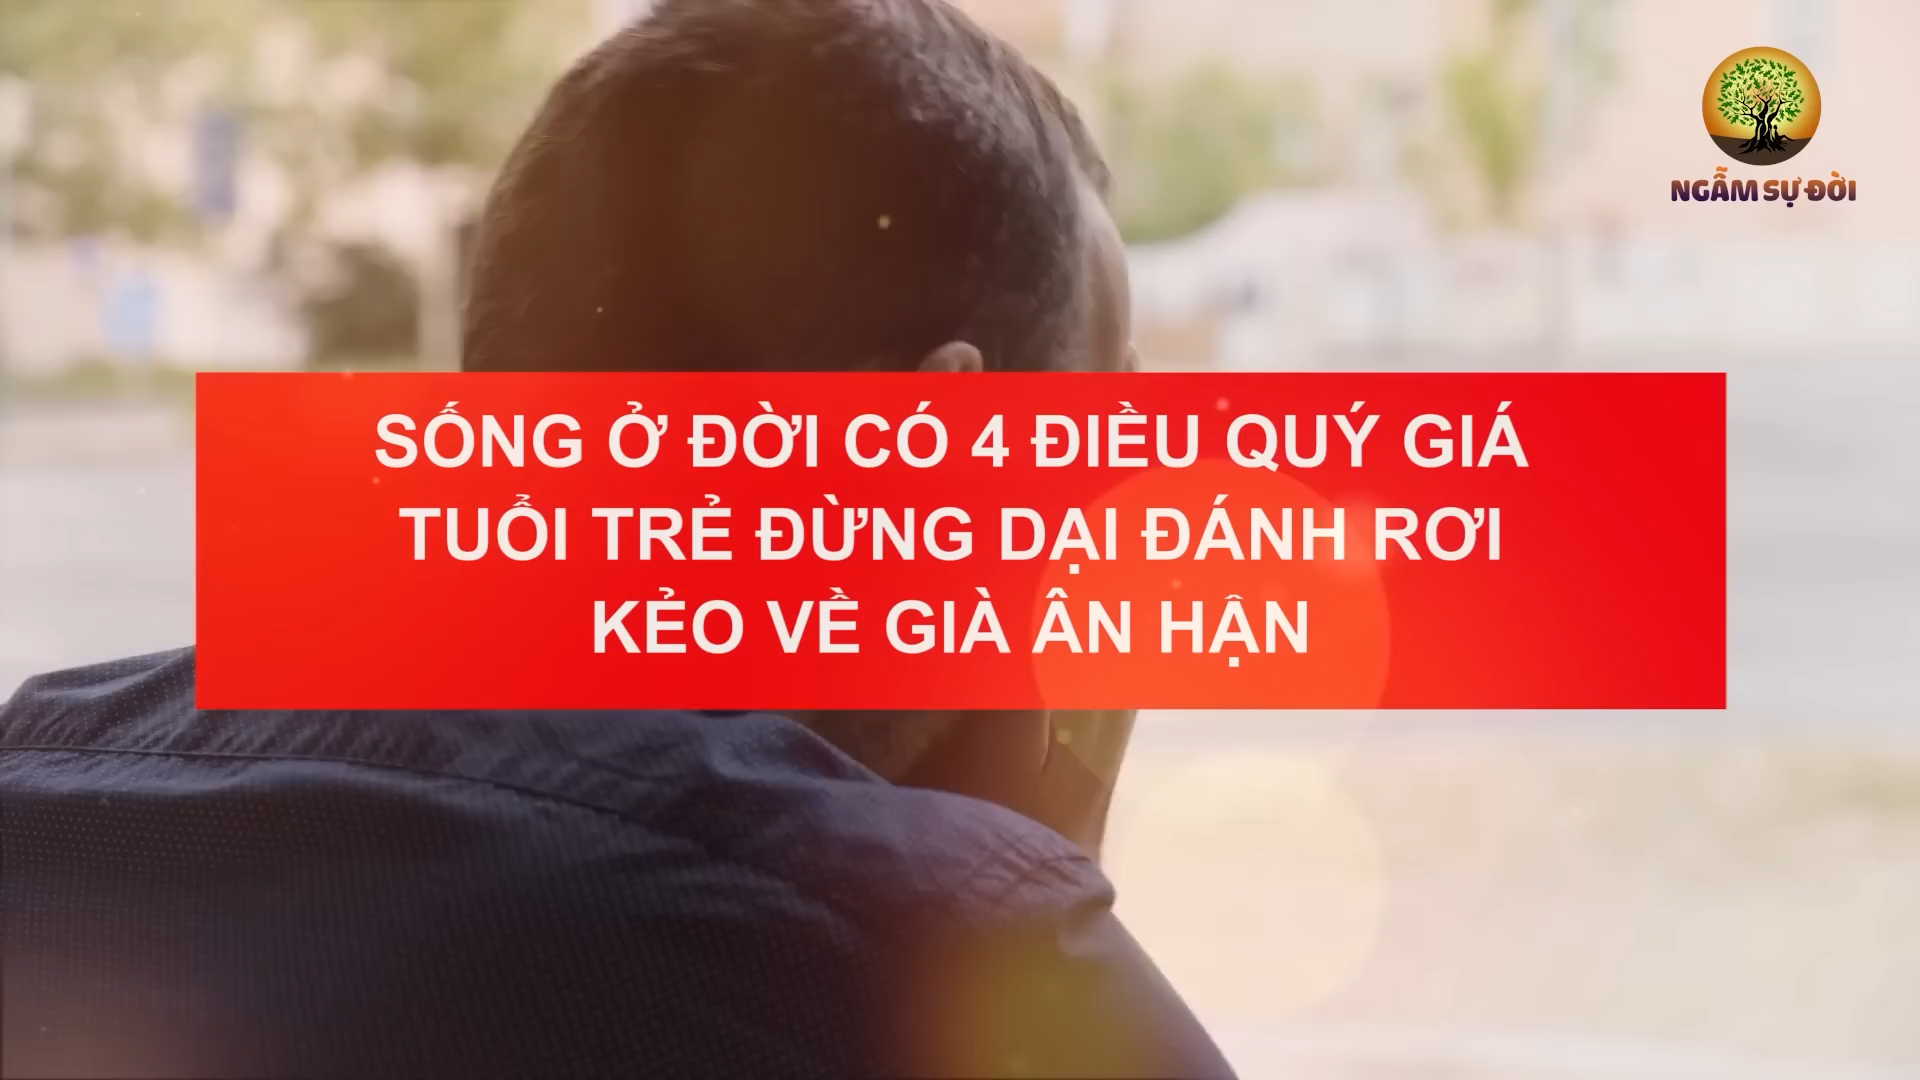 NGẪM SỰ ĐỜI
SỐNG Ở ĐỜI CÓ 4 ĐIỀU QUÝ GIÁ
TUỔI TRẺ ĐỪNG DẠI ĐÁNH RƠI
KẺO VỀ GIÀ ÂN HẬN